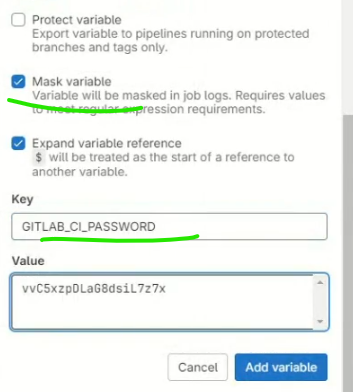 Protect variable
Export variable to pipelines running on protected
branches and tags only.
Mask variable
Variable will be masked in job logs. Requires values
to meet regular expression requirements.
Expand variable reference
$ will be treated as the start of a reference to
another variable.
Key
GITLAB_CI_PASSWORD
Value
vvC5xzpDLaG8dsiL7z7x
Cancel
Add variable